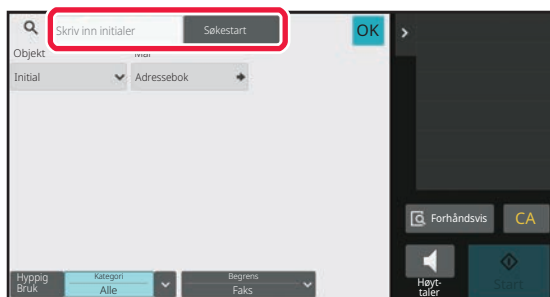 Skriv inn initialer
Søkestart
OK
Objekt
Mål
Initial
Adressebok
Forhåndsvis
CA
Hyppig
Bruk
Kategori
Alle
Begrens
Faks
Høyt-
taler
Start